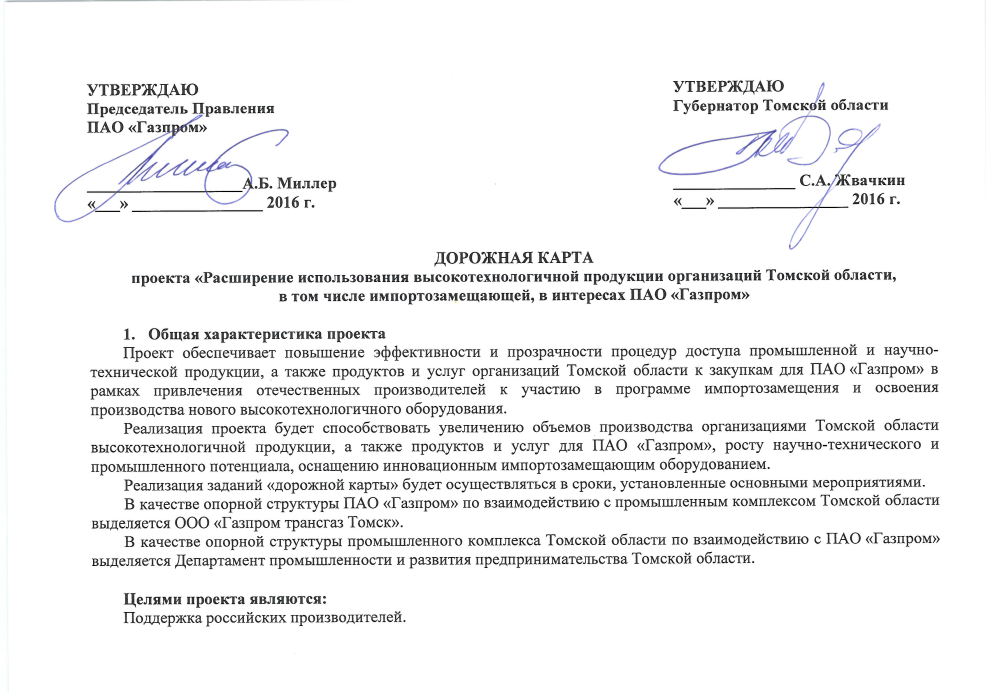 УТВЕРЖДАЮ
Председатель Правления
ПАО «Газпром»
___________________А.Б. Миллер
«___» ________________ 2016 г.
УТВЕРЖДАЮ
Губернатор Томской области
_______________ С.А. Жвачкин
«___» ________________ 2016 г.
ДОРОЖНАЯ КАРТА
проекта «Расширение использования высокотехнологичной продукции организаций Томской области,
в том числе импортозамещающей, в интересах ПАО «Газпром»
1. Общая характеристика проекта
Проект обеспечивает повышение эффективности и прозрачности процедур доступа промышленной и научно-
технической продукции, а также продуктов и услуг организаций Томской области к закупкам для ПАО «Газпром» в
рамках привлечения отечественных производителей к участию в программе импортозамещения и освоения
производства нового высокотехнологичного оборудования.
Реализация проекта будет способствовать увеличению объемов производства организациями Томской области
высокотехнологичной продукции, а также продуктов и услуг для ПАО «Газпром», росту научно-технического и
промышленного потенциала, оснащению инновационным импортозамещающим оборудованием.
Реализация заданий «дорожной карты» будет осуществляться в сроки, установленные основными мероприятиями.
В качестве опорной структуры ПАО «Газпром» по взаимодействию с промышленным комплексом Томской области
выделяется ООО «Газпром трансгаз Томск».
В качестве опорной структуры промышленного комплекса Томской области по взаимодействию с ПАО «Газпром»
выделяется Департамент промышленности и развития предпринимательства Томской области.
Целями проекта являются:
Поддержка российских производителей.